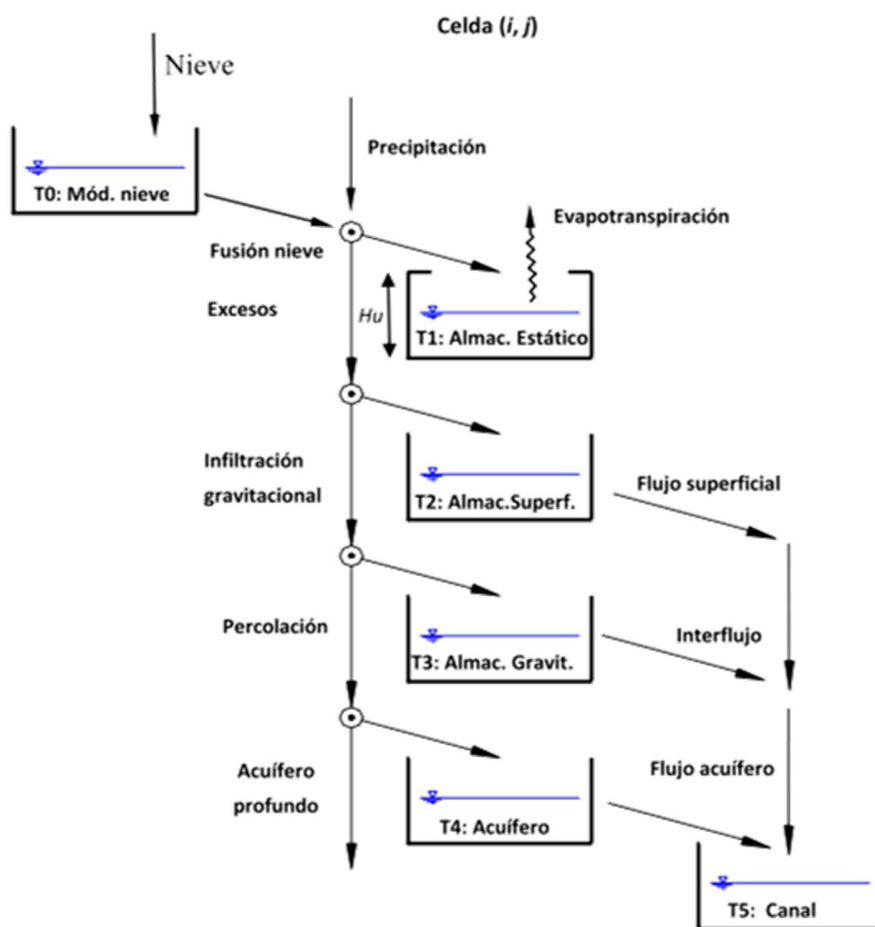 Celda (i, j)
Nieve
Precipitación
T0: Mód. nieve
Evapotranspiración
Fusión nieve
Excesos
Hu
T1: Almac. Estático
Infiltración
gravitacional
T2: Almac.Superf.
Flujo superficial
Percolación
Interflujo
T3: Almac. Gravit.
Acuífero
profundo
Flujo acuífero
T4: Acuífero
T5: Canal